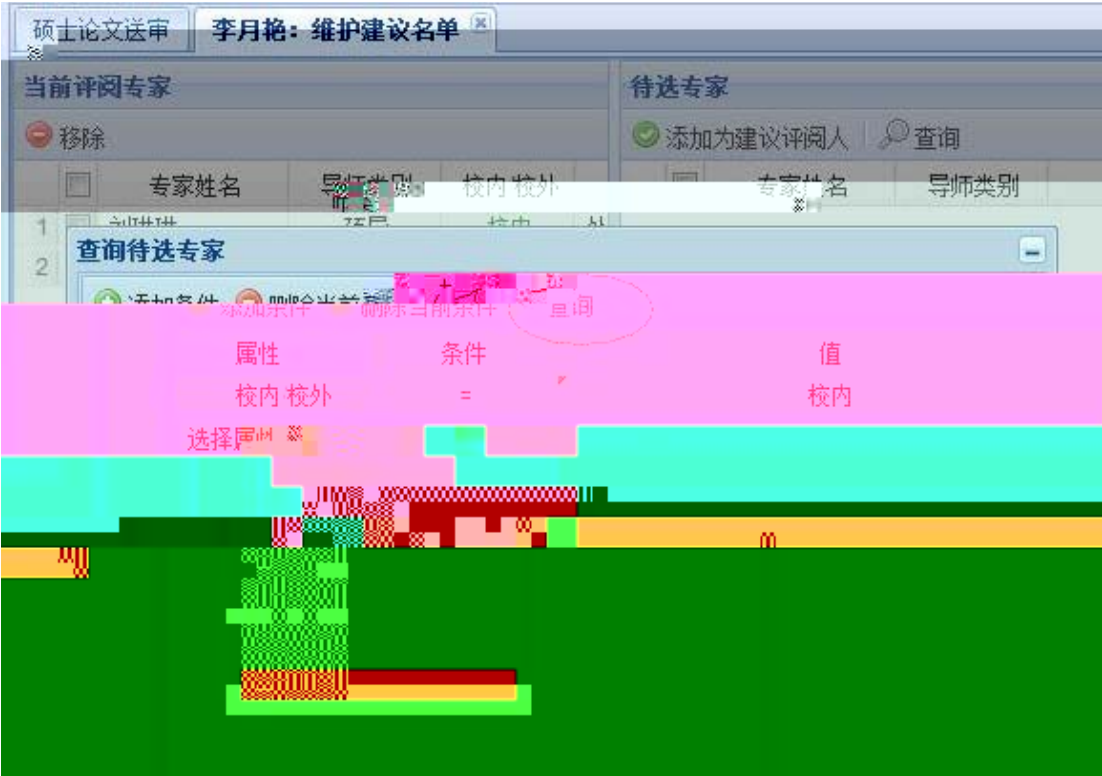 硕士论文送审 李月艳：维护建议名单
当前评阅专家 待选专家
移除 添加为建议评阅人 查询
专家姓名 导师类别 校内 校外 专家姓名 导师类别
1 校内
2 查询待选专家
添加条件 删除当前条件 查询
属性 条件 值
校内 校外 = 校内
选择属